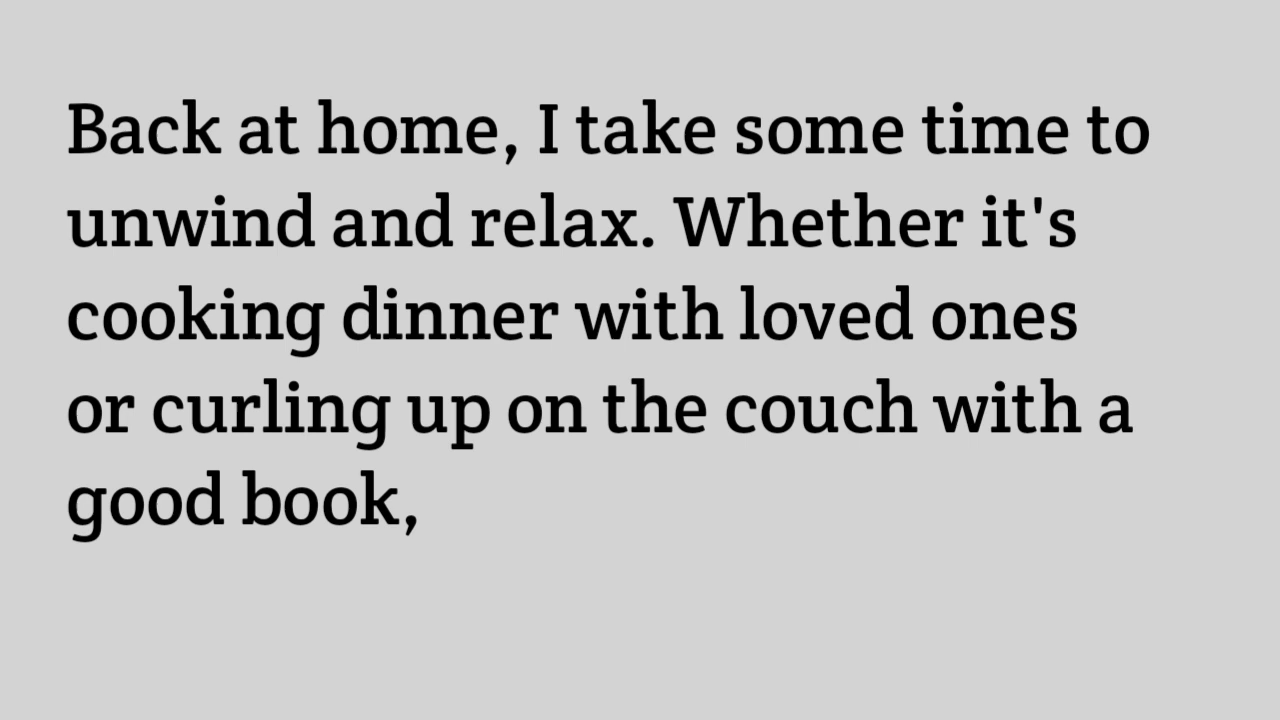 Back at home, I take some time to
unwind and relax. Whether it's
cooking dinner with loved ones
or curling up on the couch with a
good book,